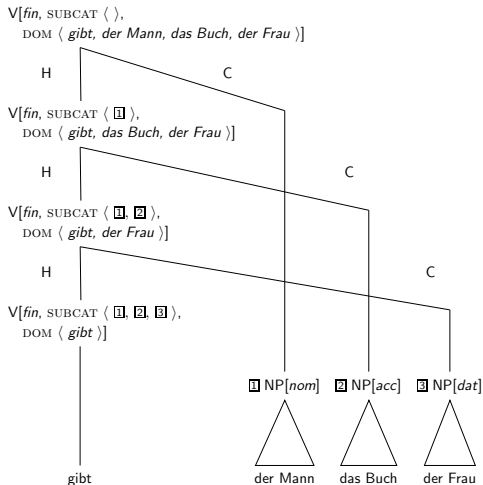 V[fin, SUBCAT ⟨ ⟩,
DOM ⟨ gibt, der Mann, das Buch, der Frau ⟩]
H
C
V[fin, SUBCAT ⟨ 1 ⟩,
DOM ⟨ gibt, das Buch, der Frau ⟩]
H
C
V[fin, SUBCAT ⟨ 1, 2 ⟩,
DOM ⟨ gibt, der Frau ⟩]
H
C
V[fin, SUBCAT ⟨ 1, 2, 3 ⟩,
DOM ⟨ gibt ⟩]
1 NP[nom]
2 NP[acc]
3 NP[dat]
gibt
der Mann
das Buch
der Frau